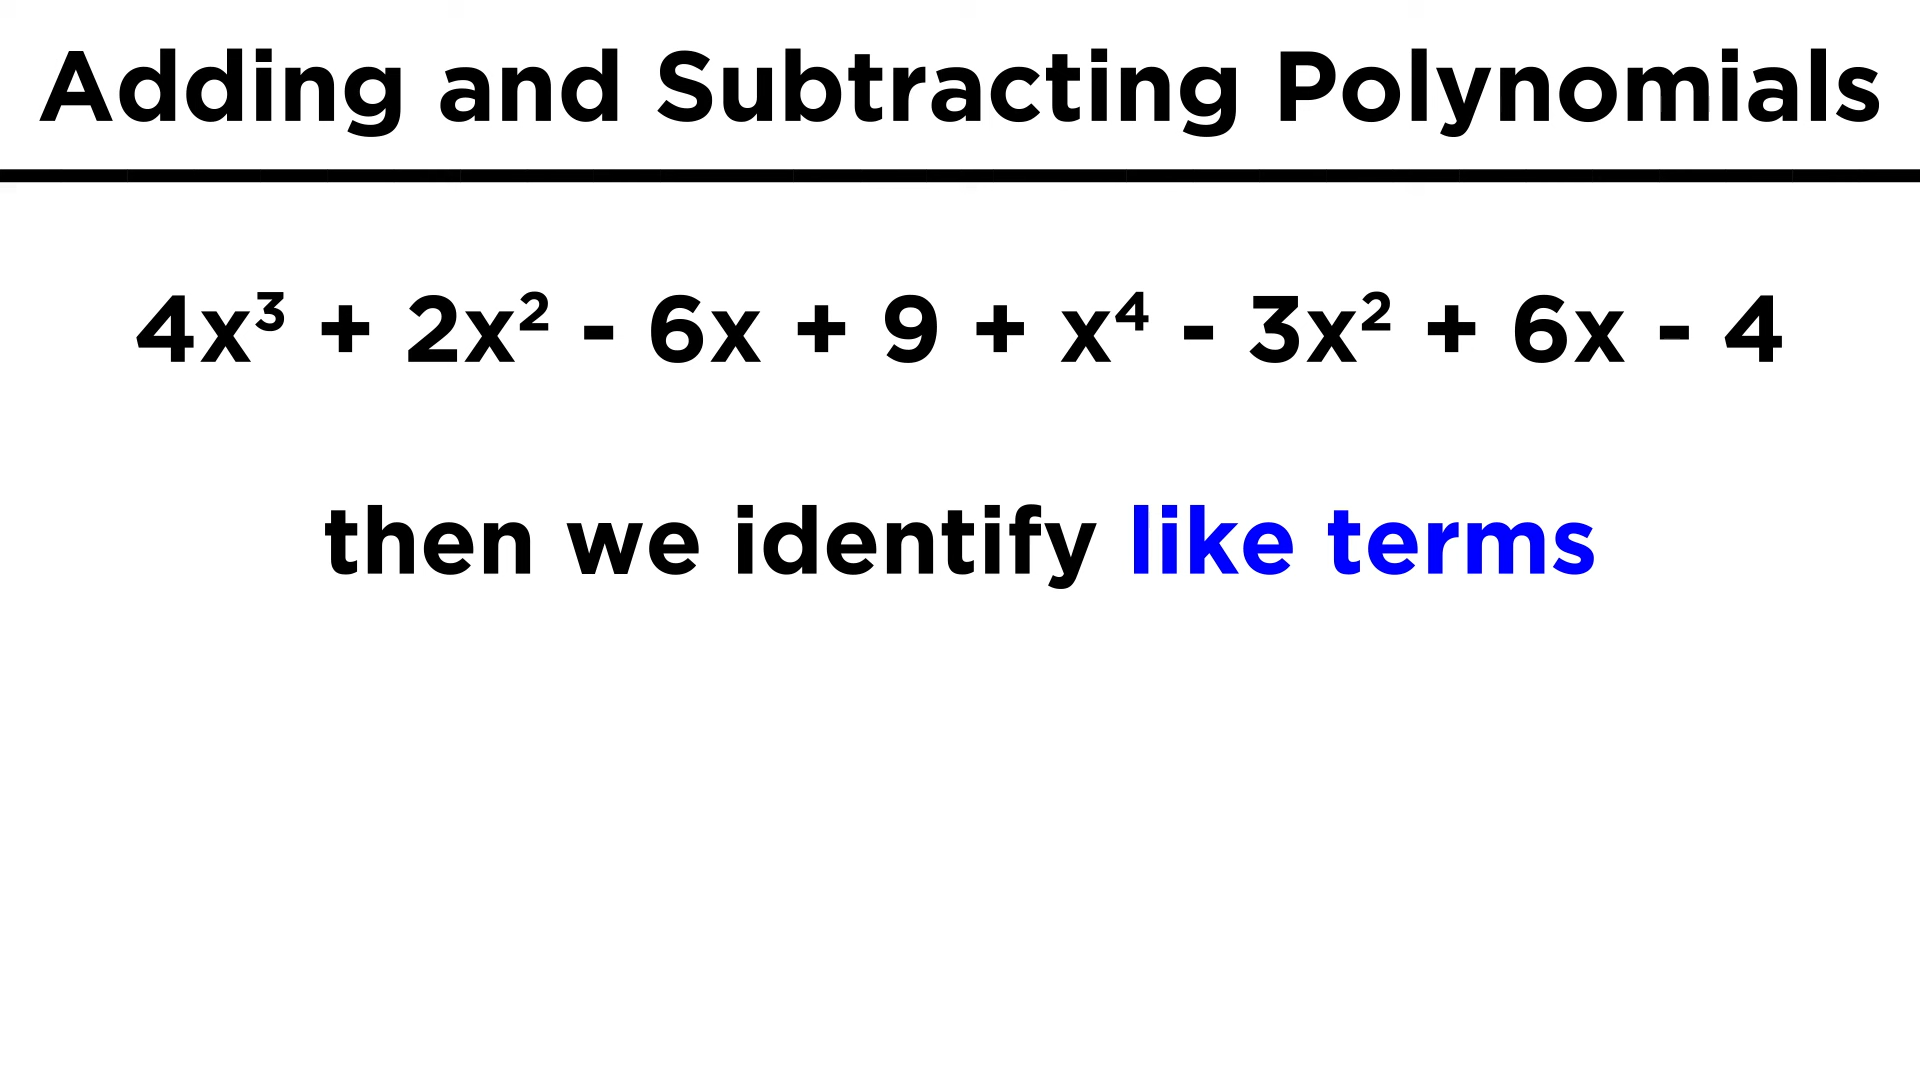 Adding and Subtracting Polynomials
4x³ + 2x² - 6x + 9 + x⁴ - 3x² + 6x - 4
then we identify like terms